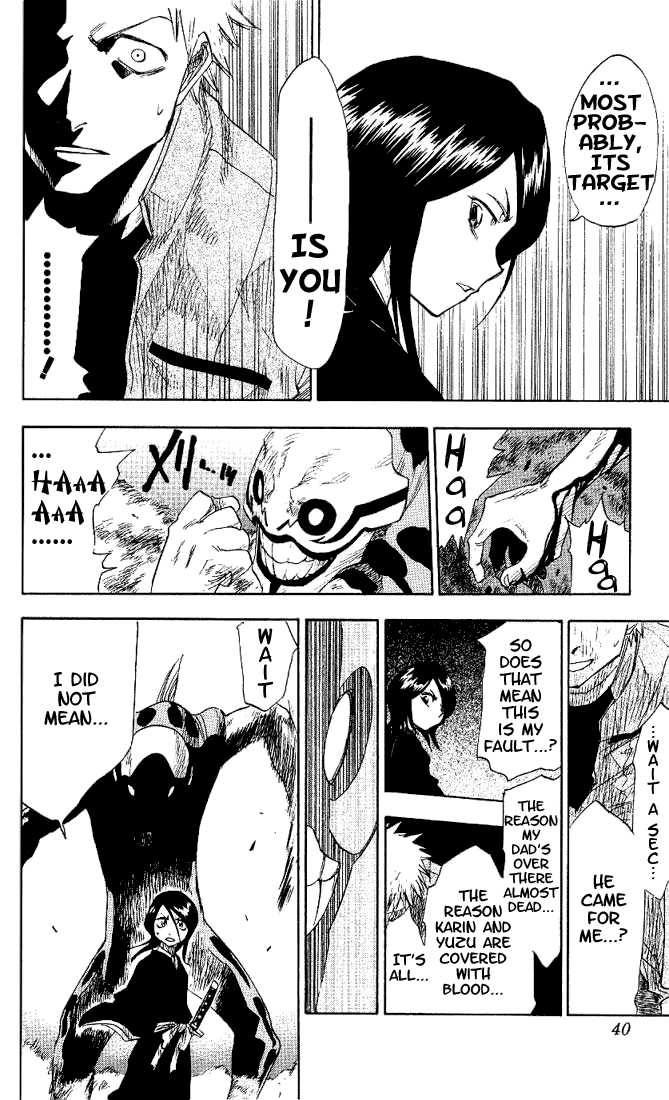 ...
MOST
PROB-
ABLY,
ITS
TARGET
...
—
IS
YOU
!
.........!
Haa
Haa
...
HAAA
AAA
......
...WAIT A SEC...
HE
CAME
FOR
ME...?
SO
DOES
THAT
MEAN
THIS
IS MY
FAULT...?
THE
REASON
MY
DAD'S
OVER
THERE
ALMOST
DEAD...
THE
REASON
KARIN AND
YUZU ARE
COVERED
WITH
BLOOD...
IT'S
ALL...
WAIT
I DID
NOT
MEAN...
40